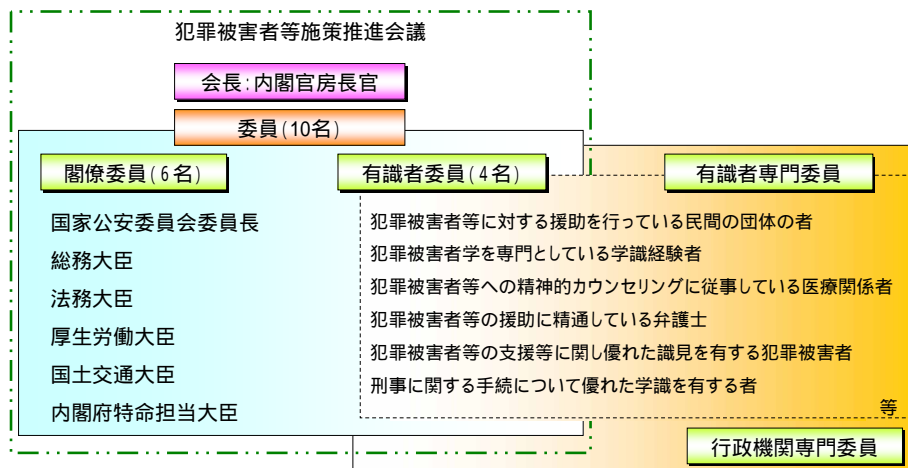 犯罪被害者等施策推進会議
会長:内閣官房長官
委員(10名)
閣僚委員(6名)
有識者委員(4名)
有識者専門委員
国家公安委員会委員長
総務大臣
法務大臣
厚生労働大臣
国土交通大臣
内閣府特命担当大臣
犯罪被害者等に対する援助を行っている民間の団体の者
犯罪被害者学を専門としている学識経験者
犯罪被害者等への精神的カウンセリングに従事している医療関係者
犯罪被害者等の援助に精通している弁護士
犯罪被害者等の支援等に関し優れた識見を有する犯罪被害者
刑事に関する手続について優れた学識を有する者
等
行政機関専門委員